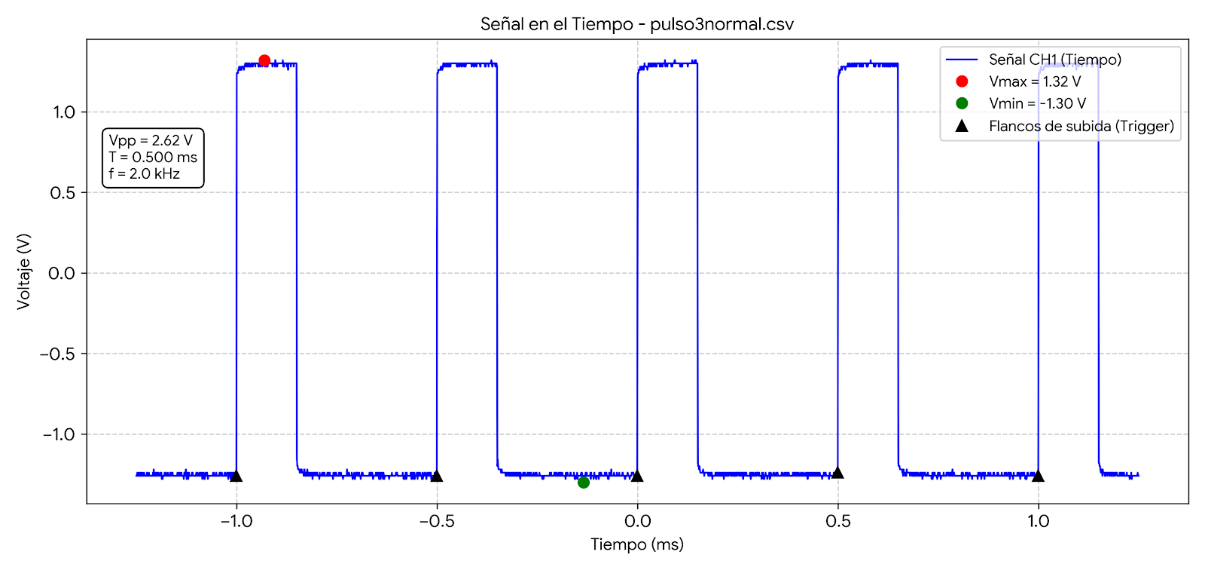 Señal en el Tiempo - pulso3normal.csv
Señal CH1 (Tiempo)
Vmax = 1.32 V
Vmin = -1.30 V
Flancos de subida (Trigger)
Vpp = 2.62 V
T = 0.500 ms
f = 2.0 kHz
Voltaje (V)
1.0
0.5
0.0
−0.5
−1.0
−1.0
−0.5
0.0
0.5
1.0
Tiempo (ms)